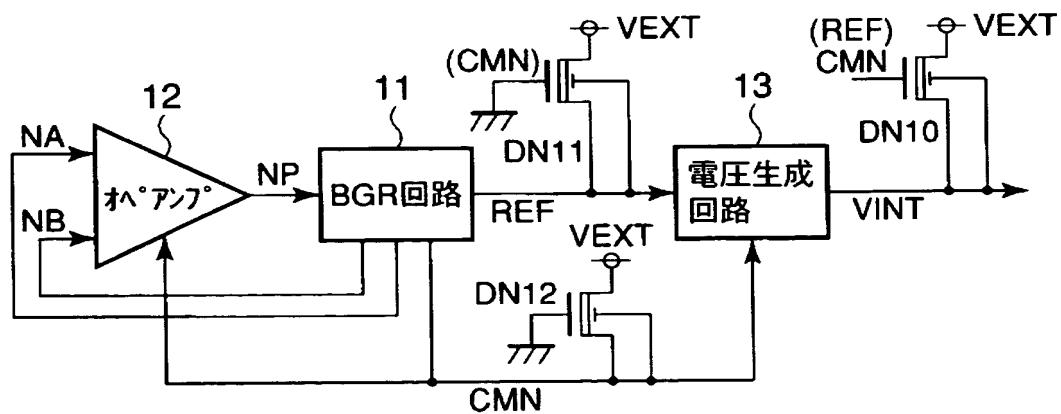 VEXT
(REF)
VEXT
(CMN)
CMN
12
11
13
NA
DN11
DN10
オペアンプ
NP
BGR回路
電圧生成
回路
NB
REF
VINT
VEXT
DN12
CMN